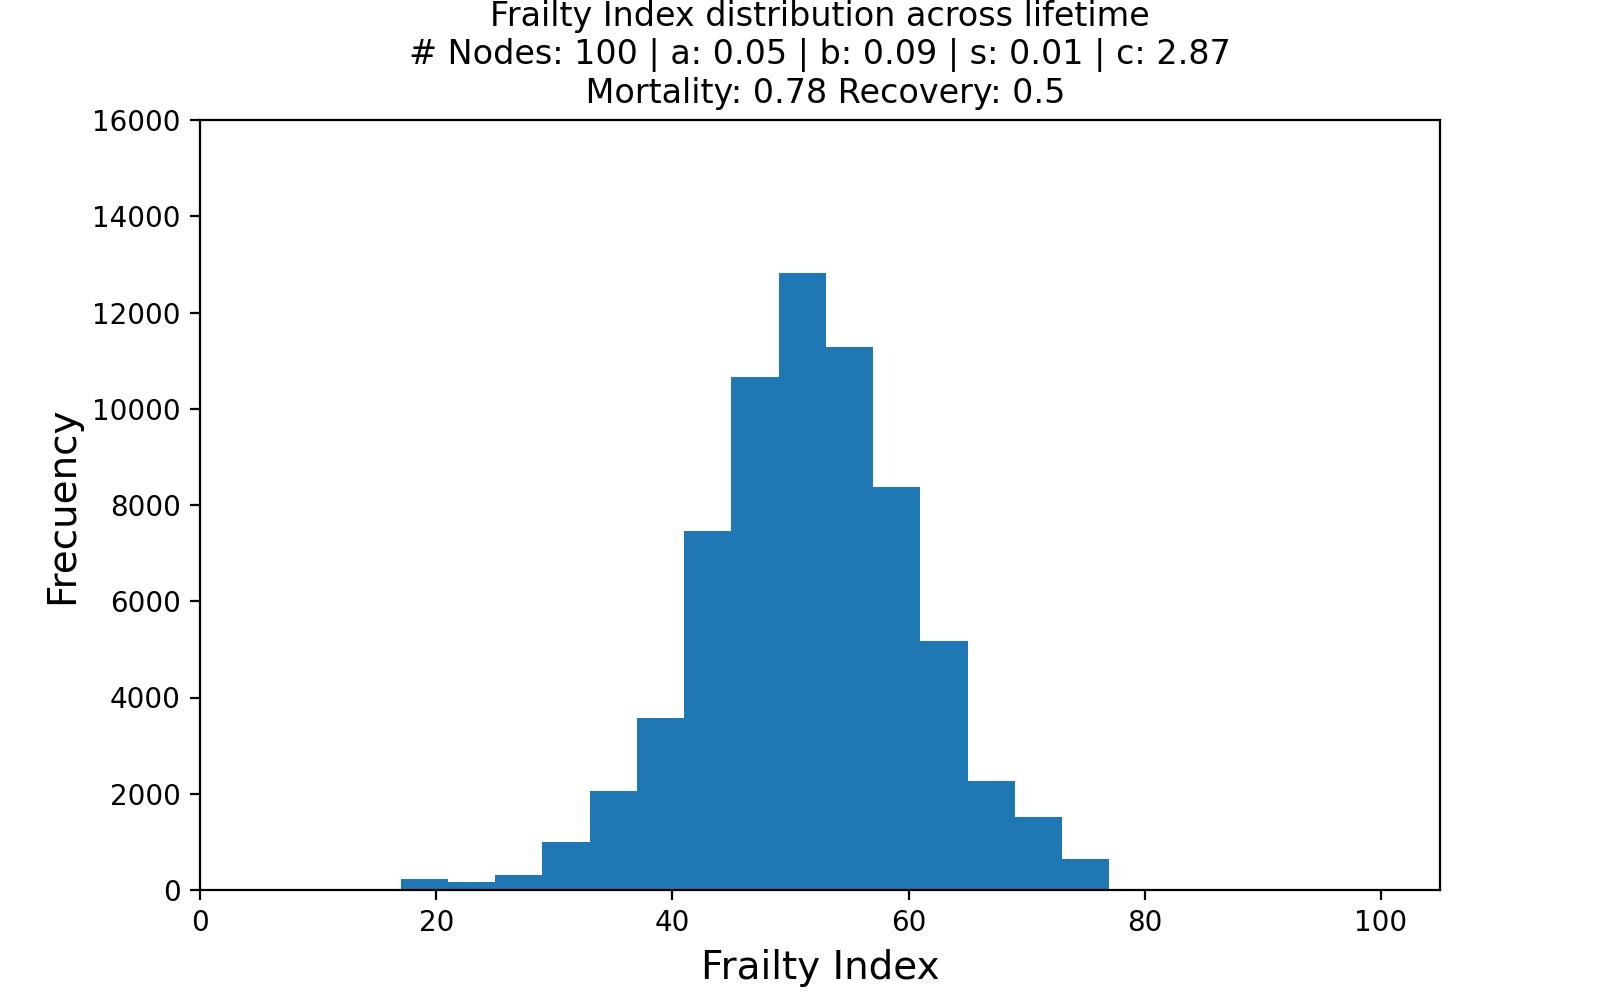 Frailty Index distribution across lifetime
# Nodes: 100 | a: 0.05 | b: 0.09 | s: 0.01 | c: 2.87
Mortality: 0.78 Recovery: 0.5
16000
14000
12000
10000
8000
6000
4000
2000
0
Frecuency
0 20 40 60 80 100
Frailty Index